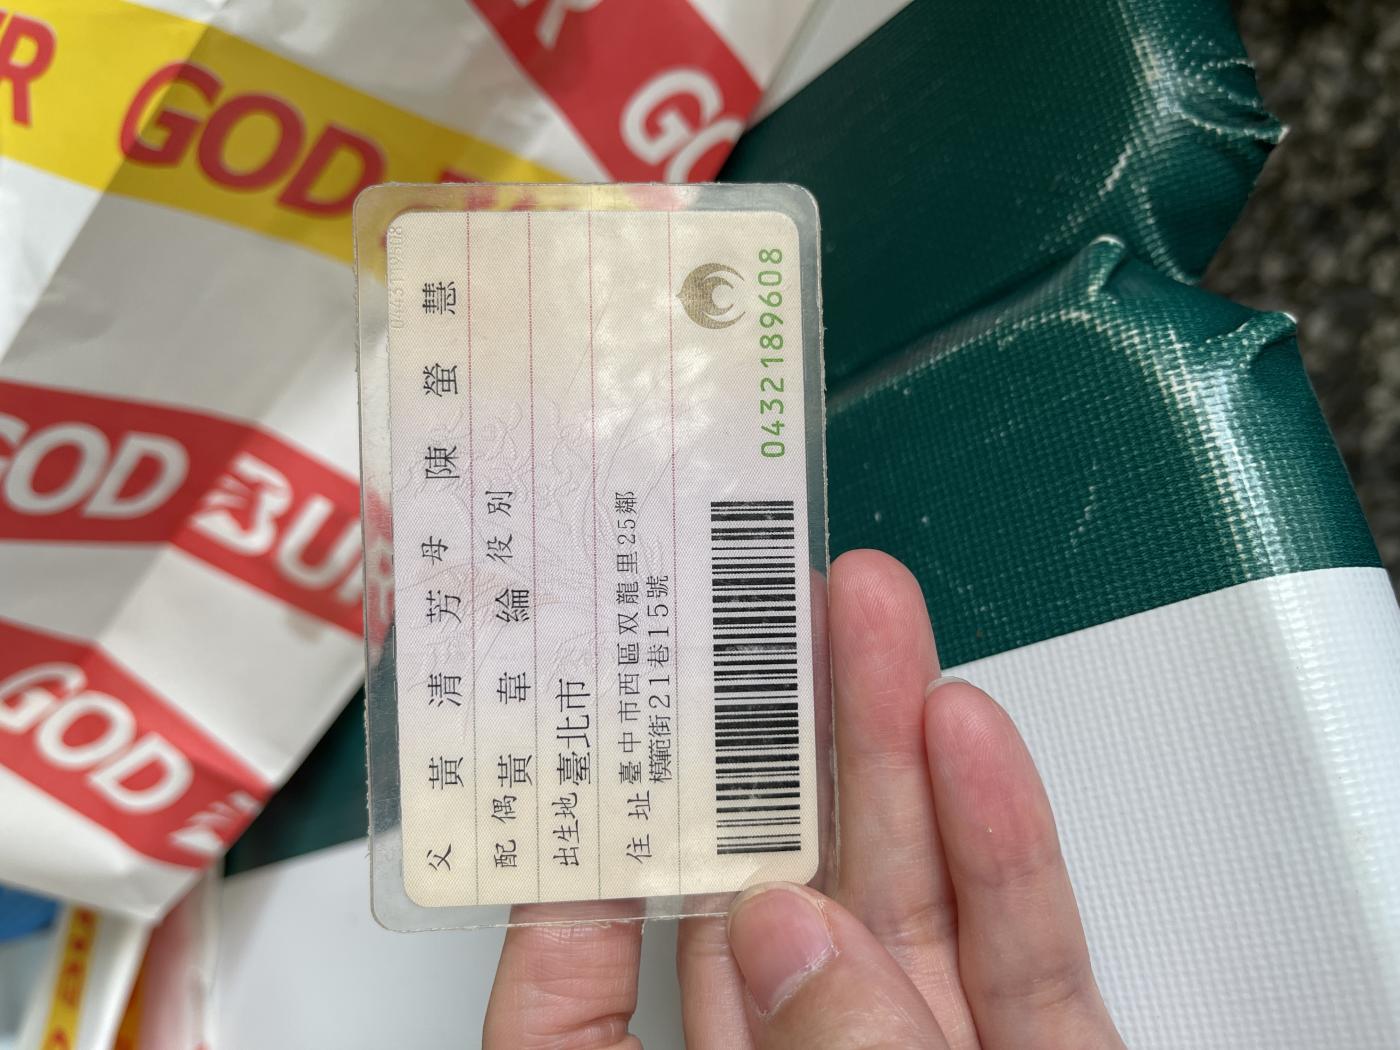 父 黃清芳 母 陳螢慧
配偶 黃韋綸 役別
出生地 臺北市
住址 臺中市西區双龍里25鄰
模範街21巷15號
0432189608
GOD
GO
GOD
BUR
GOD